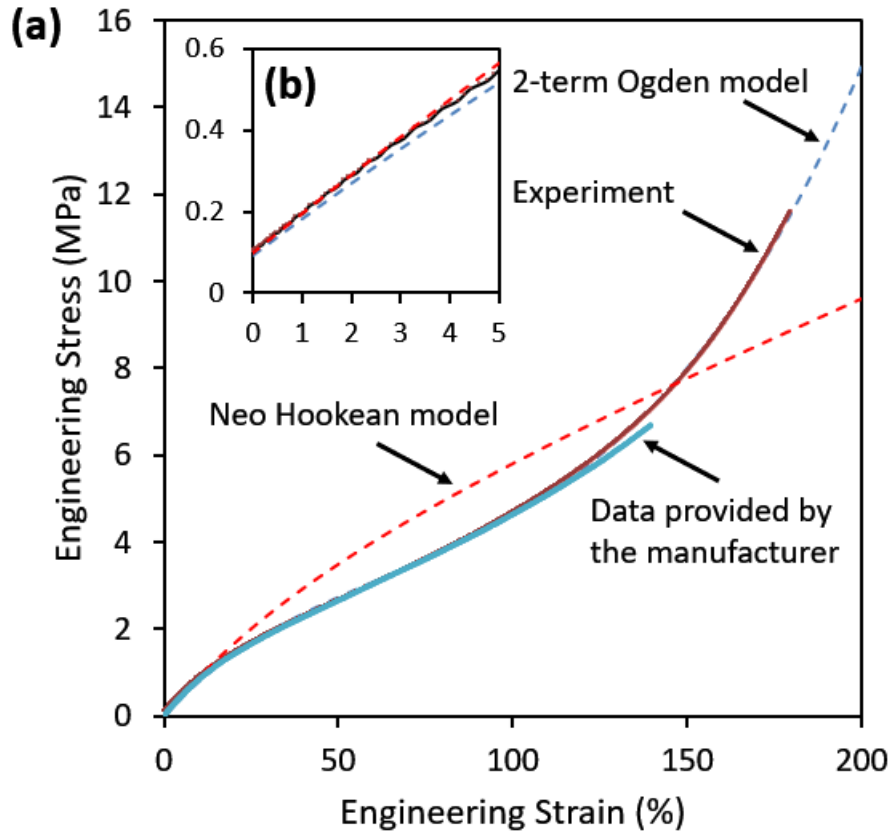 (a)
16
14
12
10
8
6
4
2
0
Engineering Stress (MPa)
0.6
0.4
0.2
0
(b)
0 1 2 3 4 5
2-term Ogden model
Experiment
Neo Hookean model
Data provided by
the manufacturer
0 50 100 150 200
Engineering Strain (%)